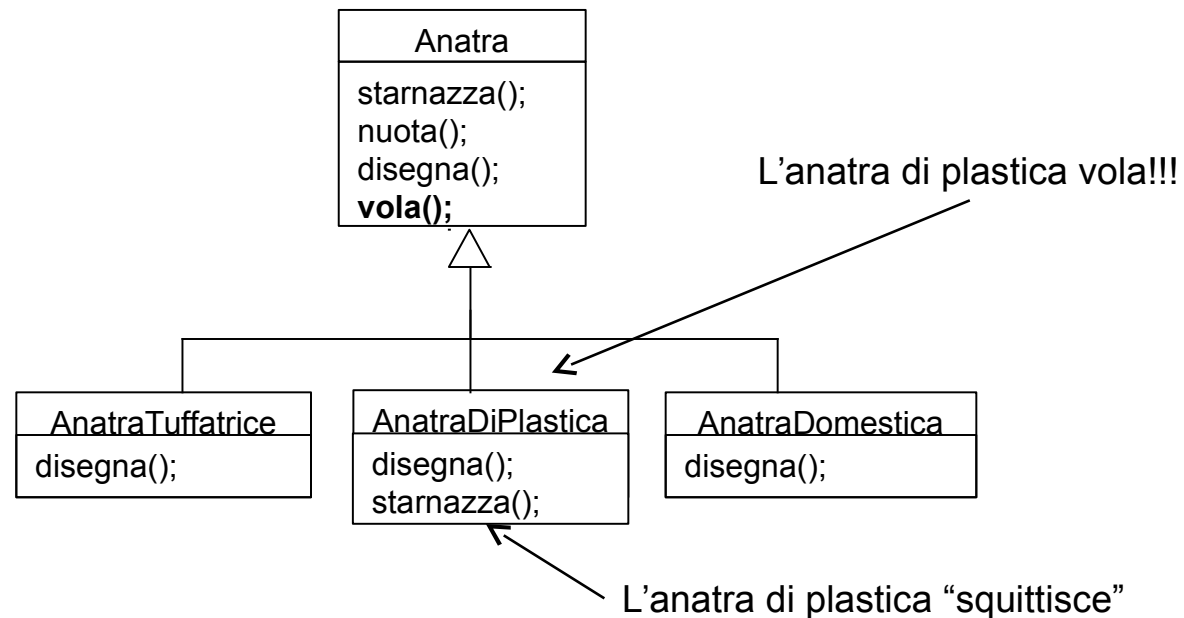 Anatra
starnazza();
nuota();
disegna();
vola();
L’anatra di plastica vola!!!
AnatraTuffatrice
disegna();
AnatraDiPlastica
disegna();
starnazza();
AnatraDomestica
disegna();
L’anatra di plastica “squittisce”